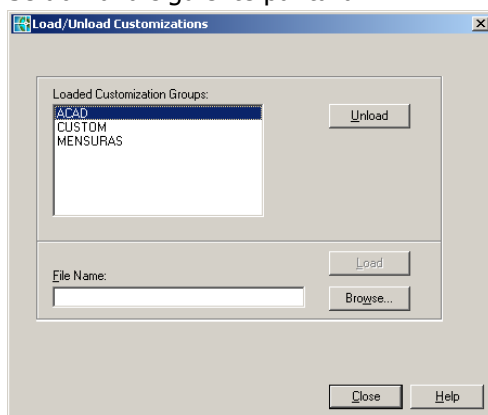 Load/Unload Customizations
Loaded Customization Groups:
ACAD
CUSTOM
MENSURAS
Unload
Load
File Name:
Browse...
Close
Help